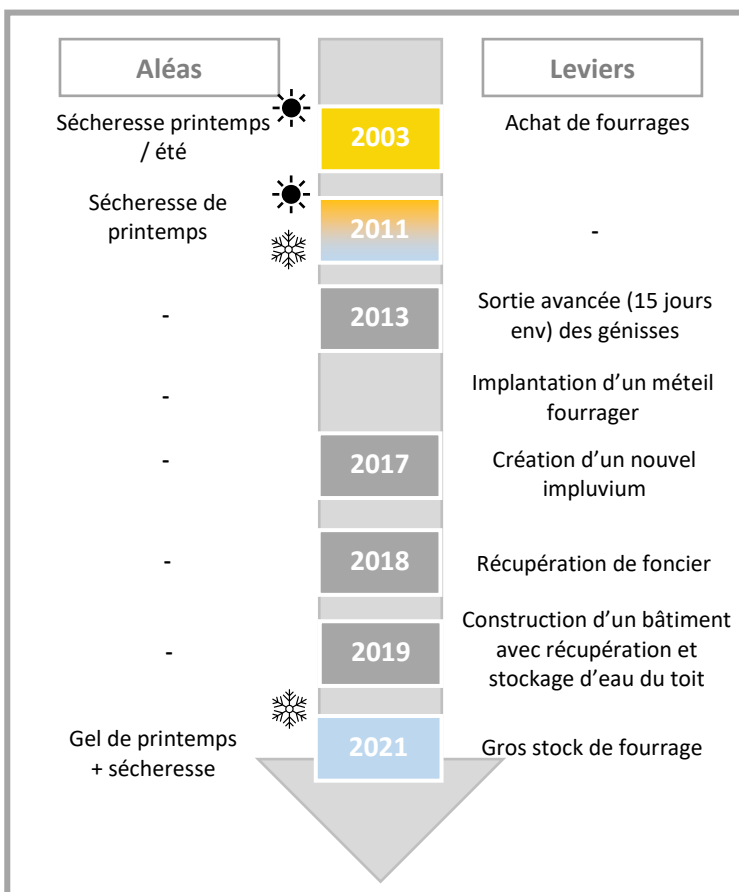 Aléas
Leviers
Sécheresse printemps
/ été
2003
Achat de fourrages
Sécheresse de
printemps
2011
-
-
2013
Sortie avancée (15 jours
env) des génisses
-
Implantation d’un méteil
fourrager
-
2017
Création d’un nouvel
impluvium
-
2018
Récupération de foncier
-
2019
Construction d’un bâtiment
avec récupération et
stockage d’eau du toit
Gel de printemps
+ sécheresse
2021
Gros stock de fourrage